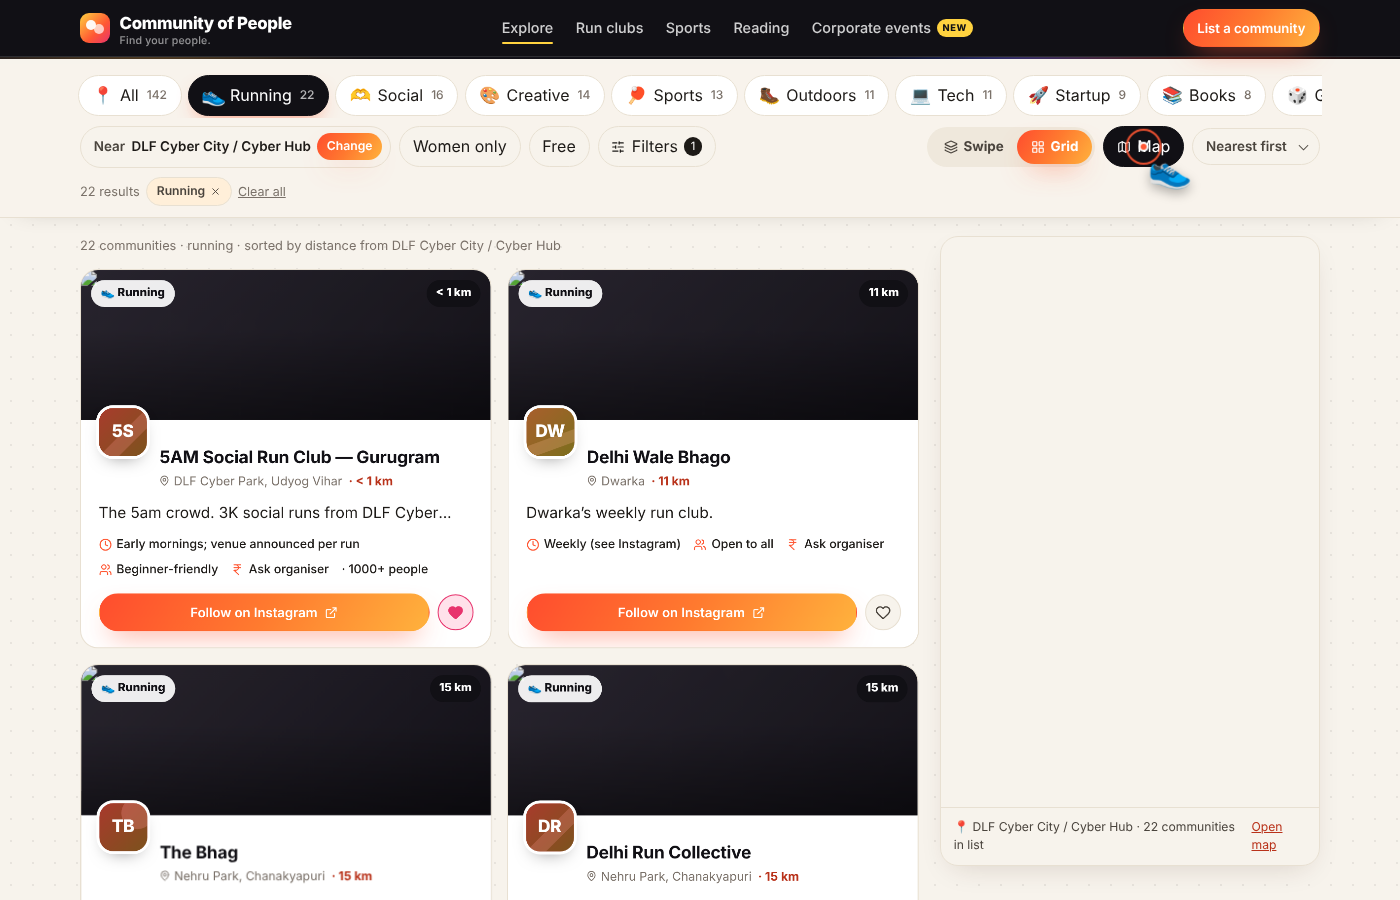 Community of People
Find your people.
Explore Run clubs Sports Reading Corporate events NEW
List a community
All 142 Running 22 Social 16 Creative 14 Sports 13 Outdoors 11 Tech 11 Startup 9 Books 8
Near DLF Cyber City / Cyber Hub Change Women only Free Filters 1 Swipe Grid Map Nearest first
22 results Running × Clear all
22 communities · running · sorted by distance from DLF Cyber City / Cyber Hub
Running < 1 km
5S
5AM Social Run Club — Gurugram
DLF Cyber Park, Udyog Vihar · < 1 km
The 5am crowd. 3K social runs from DLF Cyber...
Early mornings; venue announced per run
Beginner-friendly ₹ Ask organiser · 1000+ people
Follow on Instagram
Running 11 km
DW
Delhi Wale Bhago
Dwarka · 11 km
Dwarka's weekly run club.
Weekly (see Instagram) Open to all ₹ Ask organiser
Follow on Instagram
Running 15 km
TB
The Bhag
Nehru Park, Chanakyapuri · 15 km
Running 15 km
DR
Delhi Run Collective
Nehru Park, Chanakyapuri · 15 km
DLF Cyber City / Cyber Hub · 22 communities
in list
Open
map